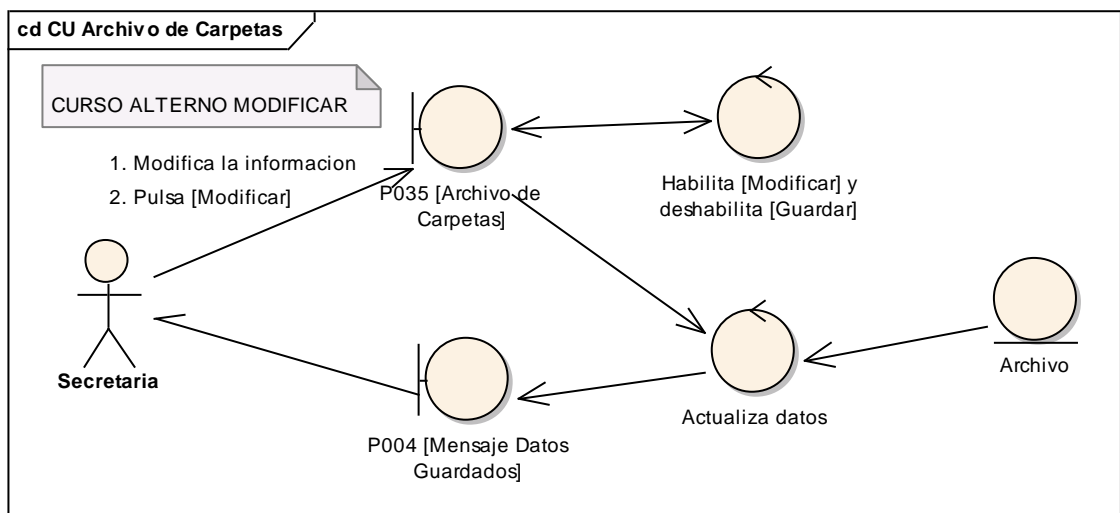 cd CU Archivo de Carpetas
CURSO ALTERNO MODIFICAR
1. Modifica la informacion
2. Pulsa [Modificar]
P035 [Archivo de
Carpetas]
Habilita [Modificar] y
deshabilita [Guardar]
Secretaria
P004 [Mensaje Datos
Guardados]
Actualiza datos
Archivo